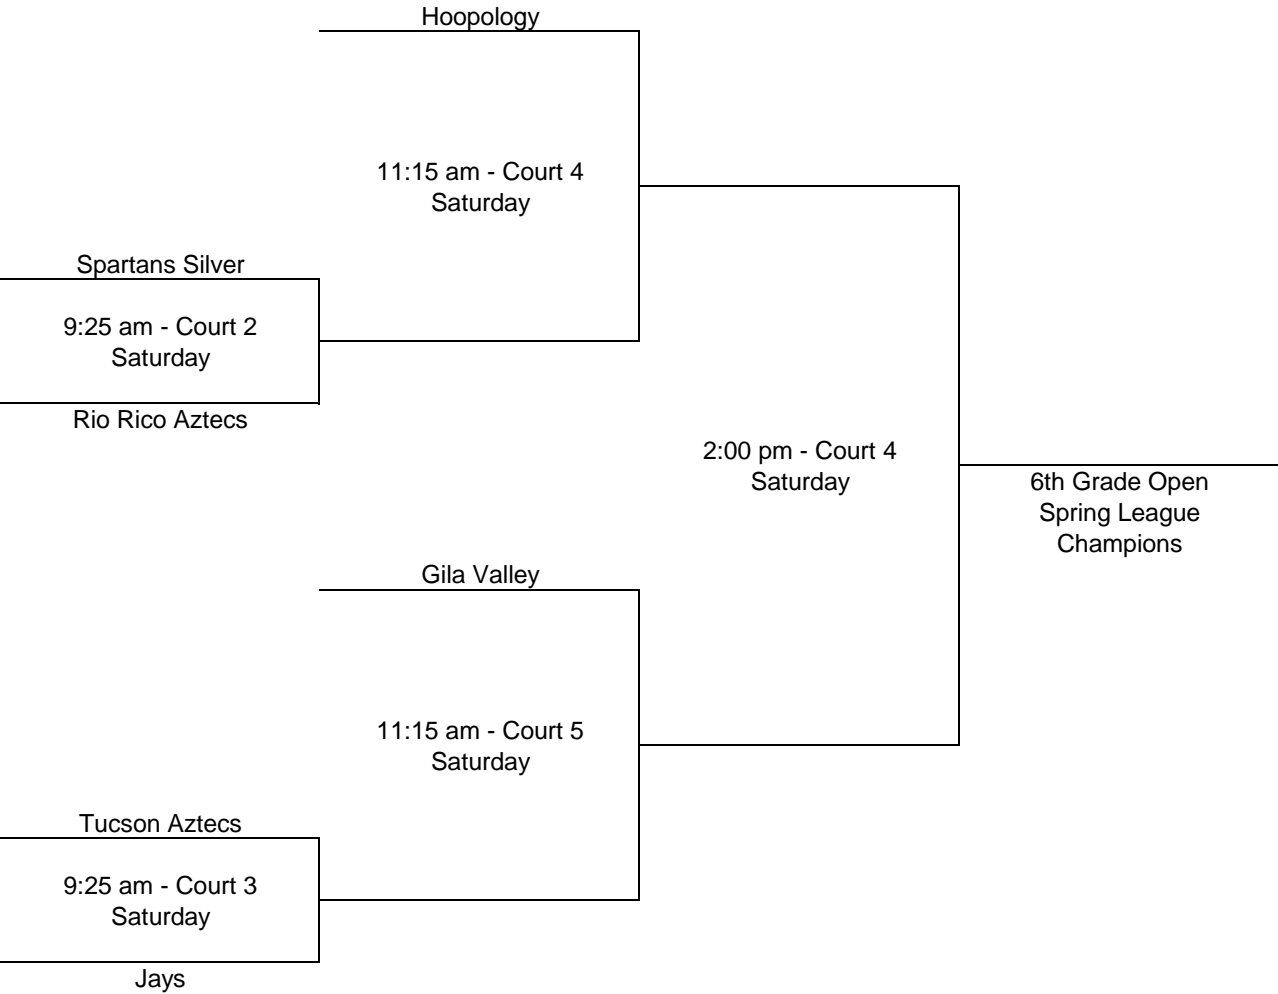 Hoopology
11:15 am - Court 4
Saturday
Spartans Silver
9:25 am - Court 2
Saturday
Rio Rico Aztecs
2:00 pm - Court 4
Saturday
6th Grade Open
Spring League
Champions
Gila Valley
11:15 am - Court 5
Saturday
Tucson Aztecs
9:25 am - Court 3
Saturday
Jays